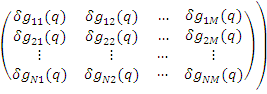 ( δg₁₁(q) δg₁₂(q) … δg₁M(q)
δg₂₁(q) δg₂₂(q) … δg₂M(q)
⋮ ⋮ … ⋮
δgN₁(q) δgN₂(q) … δgNM(q) ) )